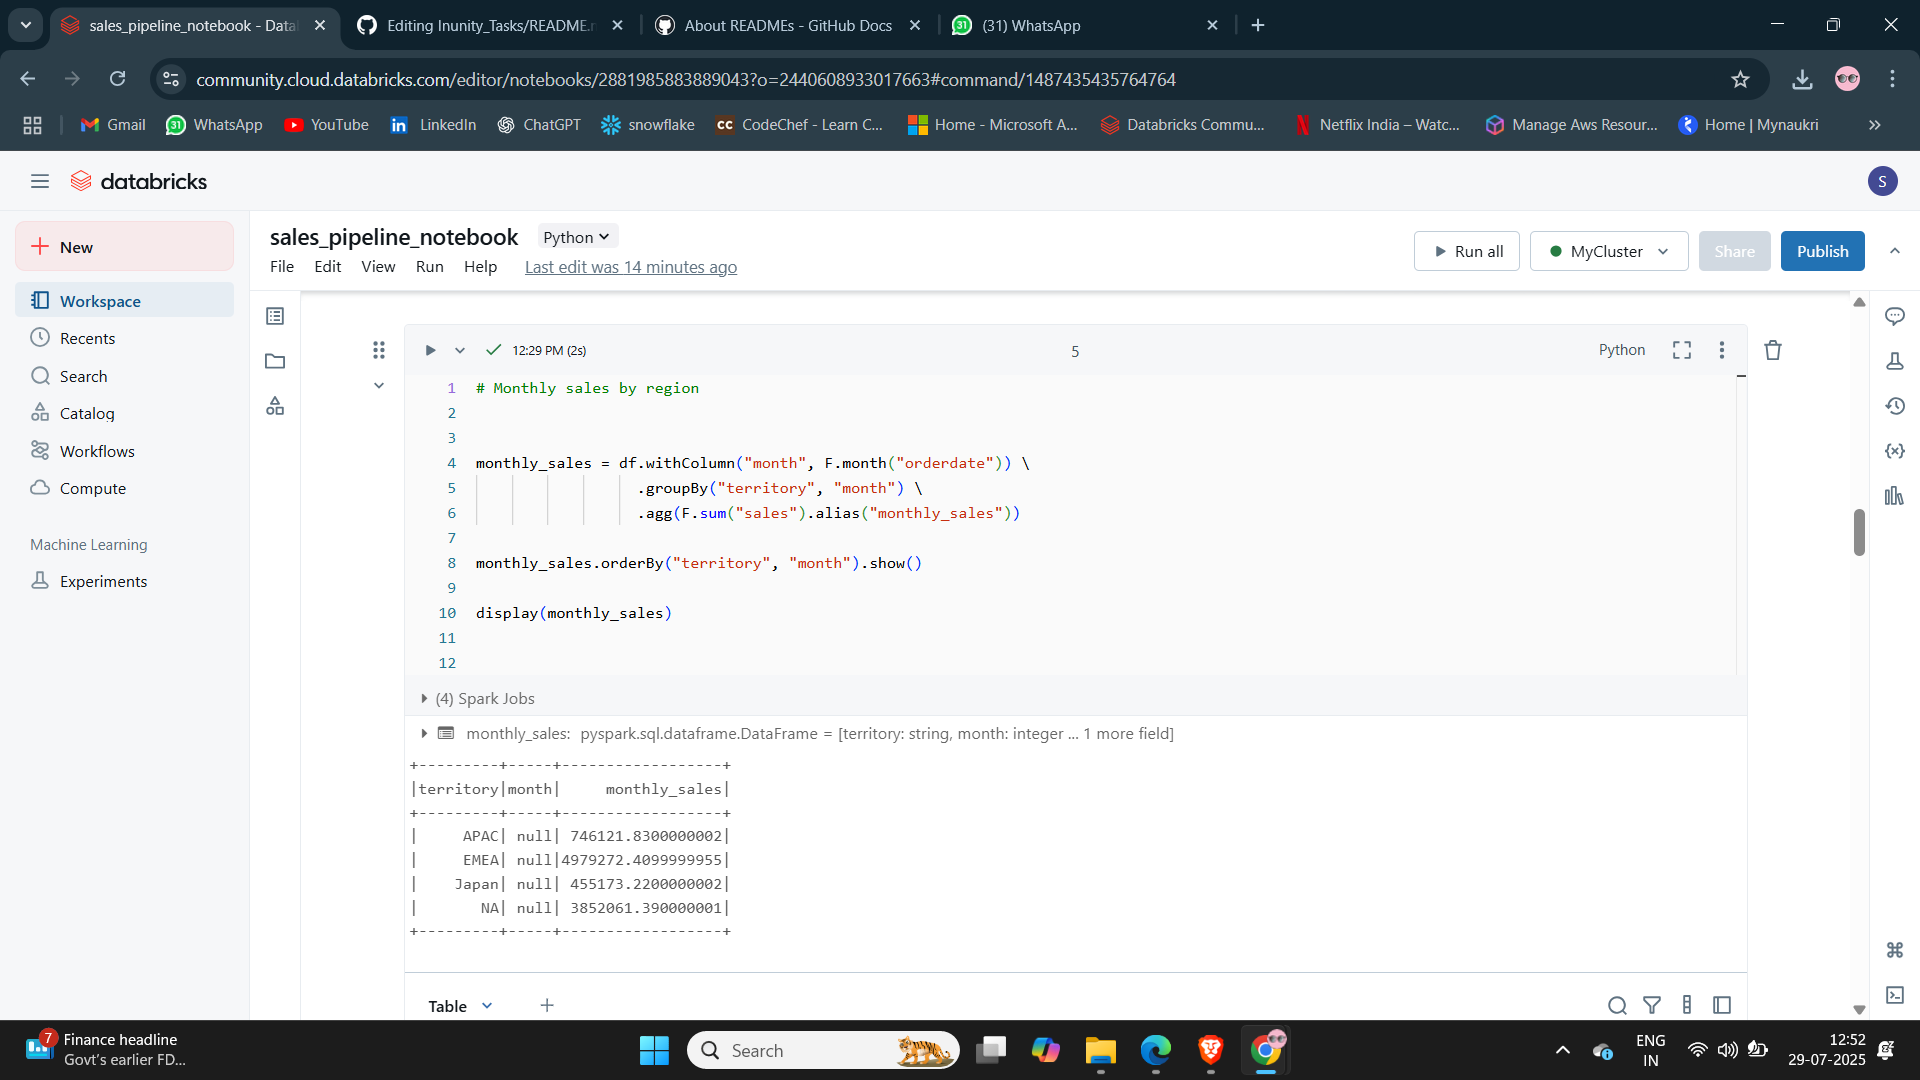 sales_pipeline_notebook - Data
Editing Inunity_Tasks/README.m
About READMEs - GitHub Docs
31
(31) WhatsApp
community.cloud.databricks.com/editor/notebooks/2881985883889043?o=2440608933017663#command/1487435435764764
Gmail
31
WhatsApp
YouTube
in
LinkedIn
ChatGPT
snowflake
CC
CodeChef - Learn C...
Home - Microsoft A...
Databricks Commu...
Netflix India – Watc...
Manage Aws Resour...
Home | Mynaukri
databricks
S
New
Workspace
Recents
Search
Catalog
Workflows
Compute
Machine Learning
Experiments
sales_pipeline_notebook
Python
File
Edit
View
Run
Help
Last edit was 14 minutes ago
Run all
MyCluster
Share
Publish
12:29 PM (2s)
5
Python
1 # Monthly sales by region
2
3
4 monthly_sales = df.withColumn("month", F.month("orderdate")) \
5 .groupBy("territory", "month") \
6 .agg(F.sum("sales").alias("monthly_sales"))
7
8 monthly_sales.orderBy("territory", "month").show()
9
10 display(monthly_sales)
11
12
(4) Spark Jobs
monthly_sales: pyspark.sql.dataframe.DataFrame = [territory: string, month: integer ... 1 more field]
+---------+-----+------------------+
|territory|month|     monthly_sales|
+---------+-----+------------------+
|     APAC| null| 746121.8300000002|
|     EMEA| null|4979272.4099999955|
|    Japan| null| 455173.2200000002|
|       NA| null| 3852061.390000001|
+---------+-----+------------------+
Table
7
Finance headline
Govt's earlier FD...
Search
ENG
IN
12:52
29-07-2025